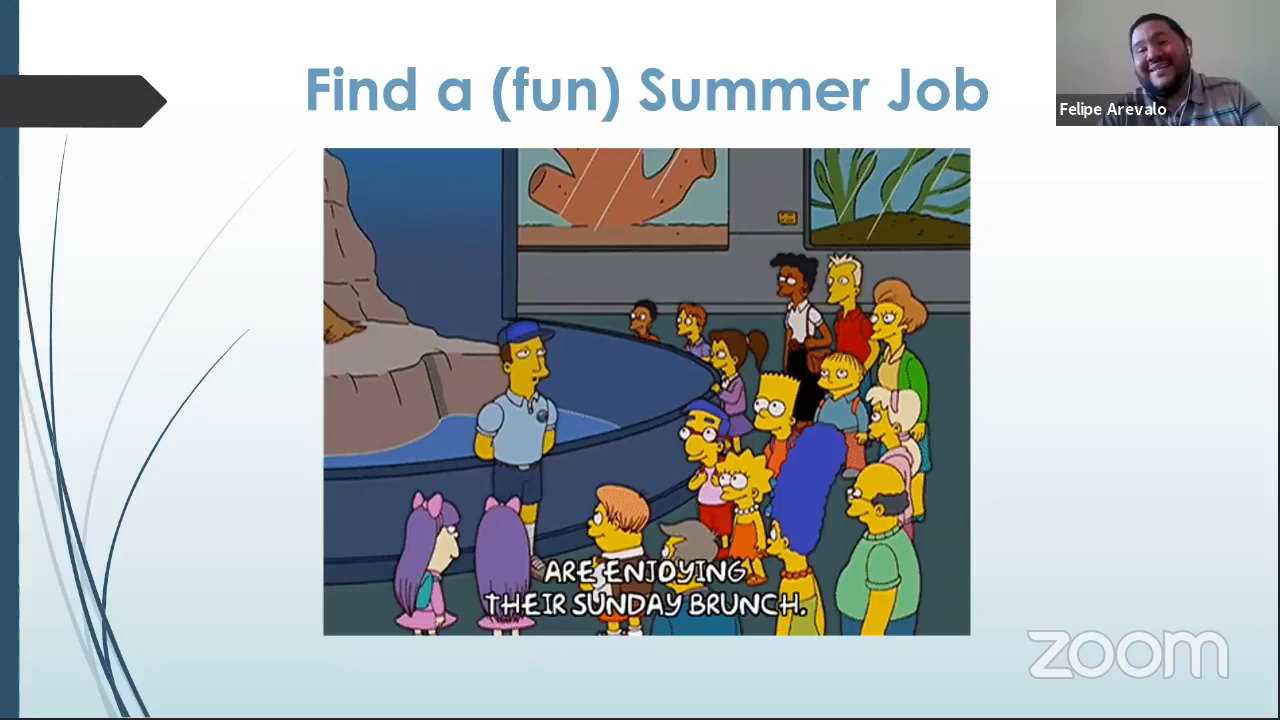 Find a (fun) Summer Job
Felipe Arevalo
ARE ENJOYING
THEIR SUNDAY BRUNCH.
zoom